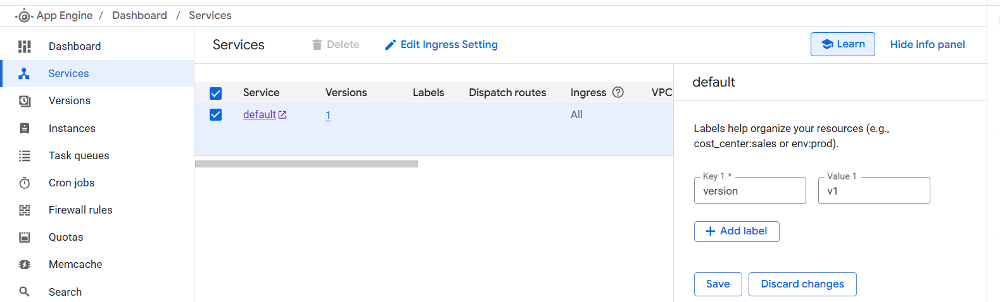 App Engine / Dashboard / Services
Dashboard
Services
Versions
Instances
Task queues
Cron jobs
Firewall rules
Quotas
Memcache
Search
Services Delete Edit Ingress Setting Learn Hide info panel
Service Versions Labels Dispatch routes Ingress VPC
default 1 All
default
Labels help organize your resources (e.g.,
cost_center:sales or env:prod).
Key 1 * Value 1
version v1
+ Add label
Save Discard changes